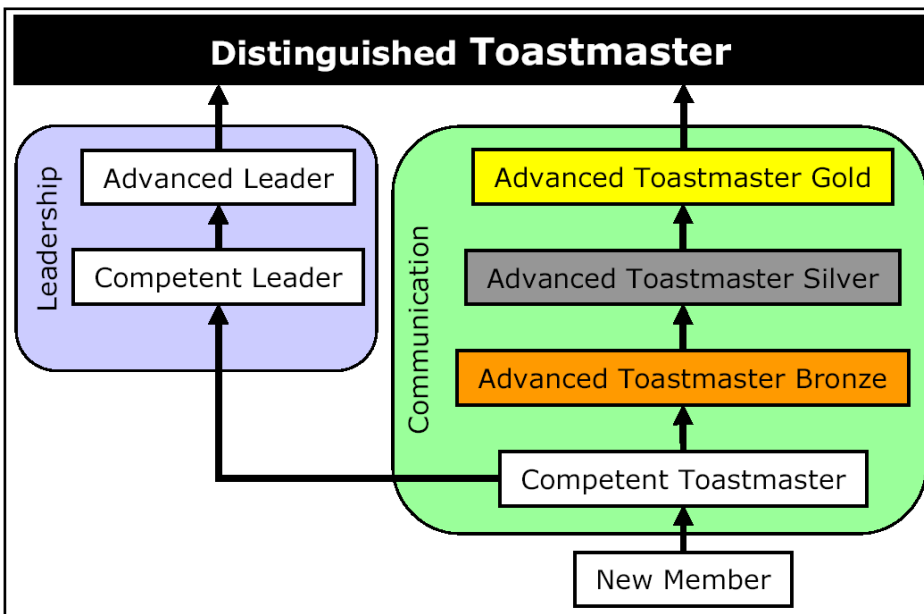 Distinguished Toastmaster
Leadership
Advanced Leader
Competent Leader
Communication
Advanced Toastmaster Gold
Advanced Toastmaster Silver
Advanced Toastmaster Bronze
Competent Toastmaster
New Member